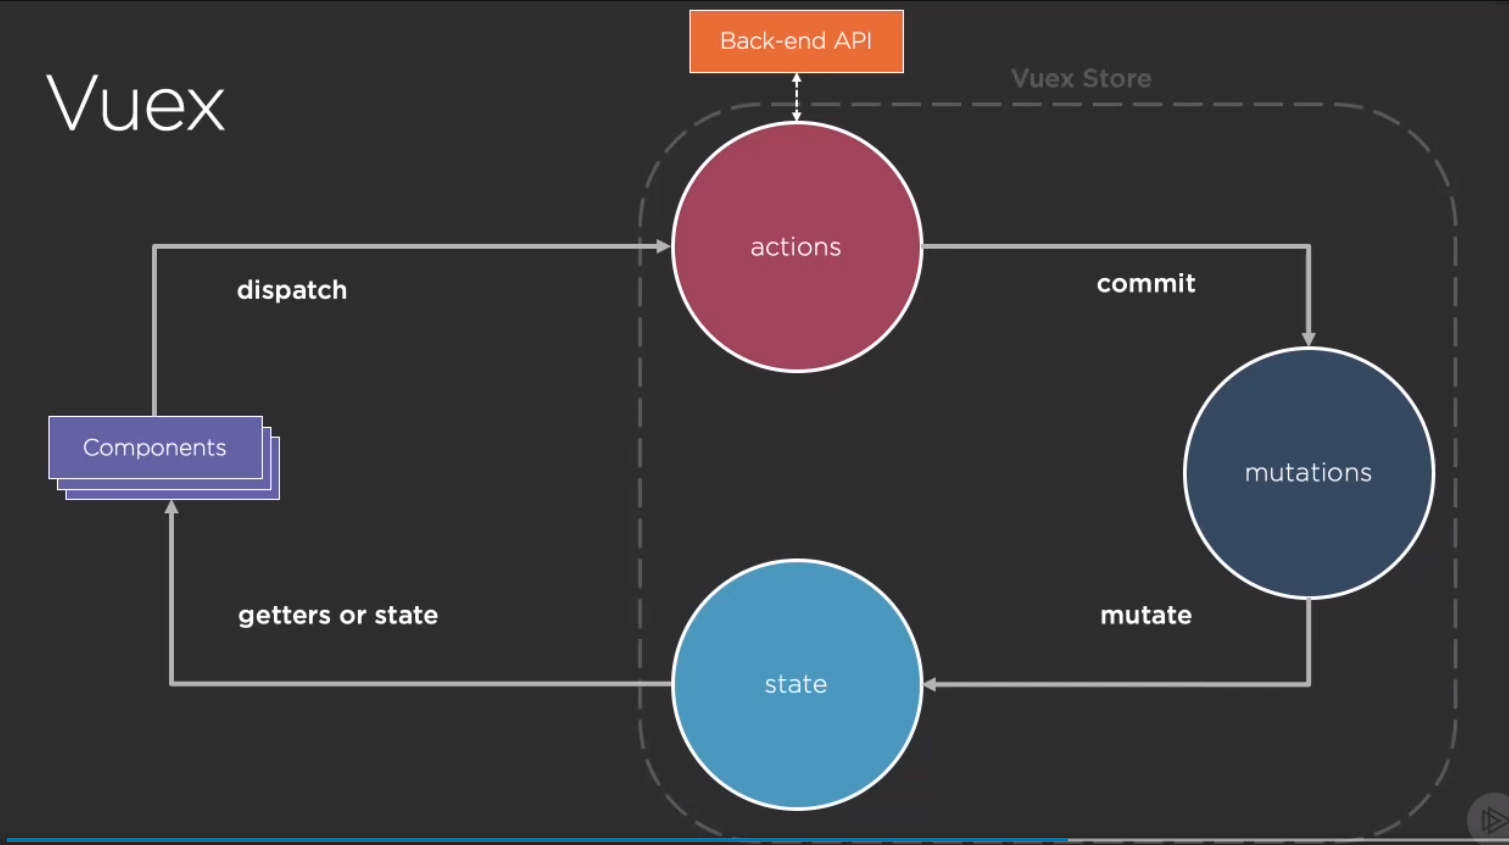 Back-end API
Vuex Store
Vuex
actions
dispatch
commit
Components
mutations
getters or state
mutate
state